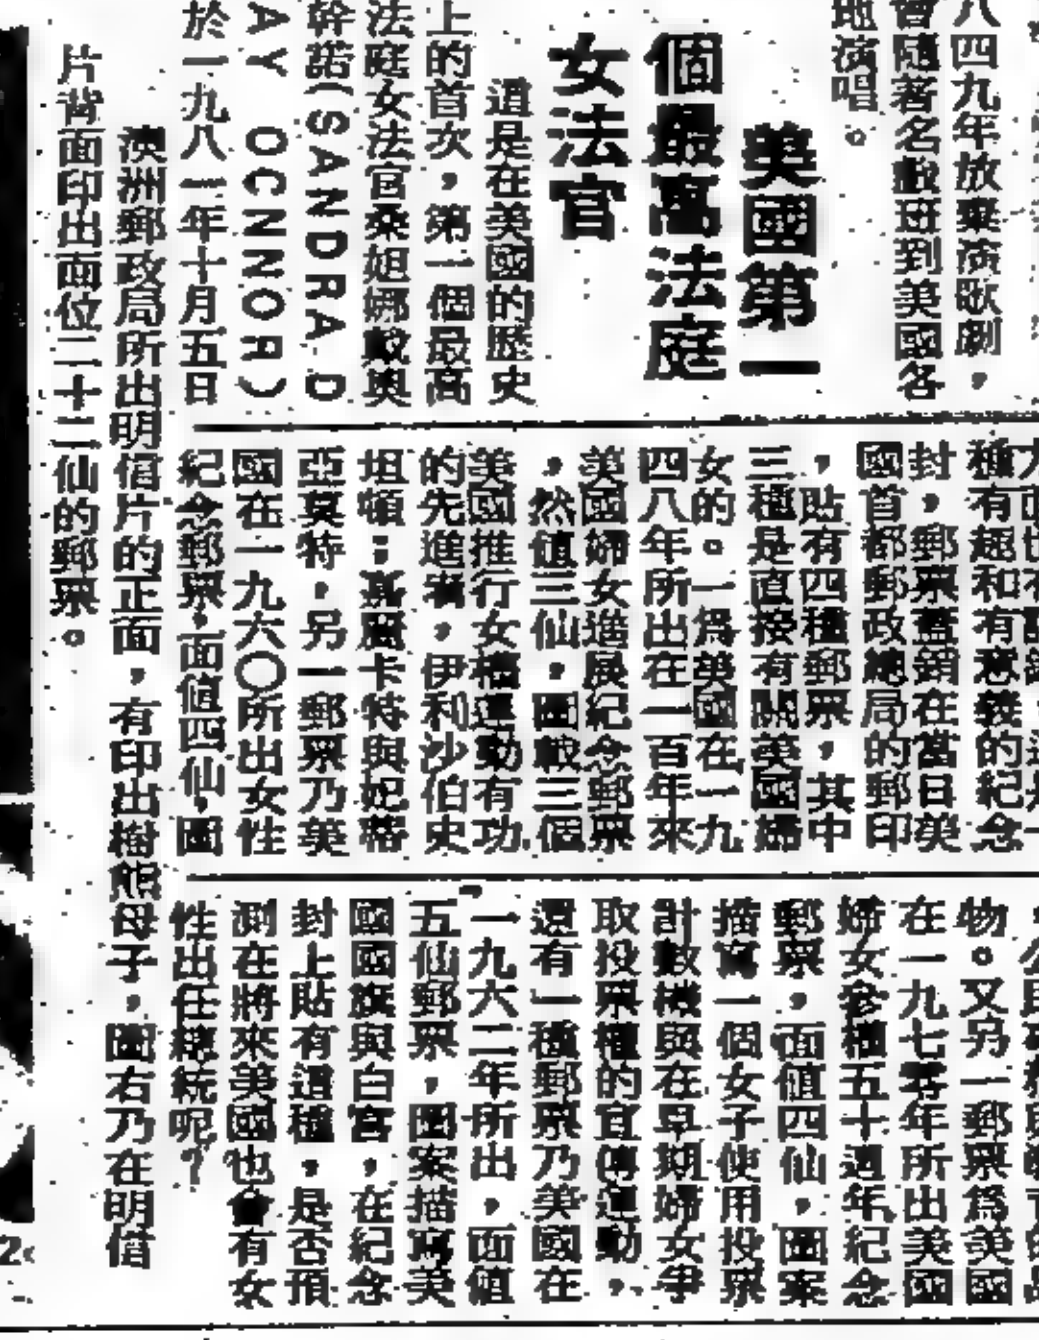 八四九年放棄演歌劇，
曾隨著名戲班到美國各
地演唱。
美國第一
個最高法庭
女法官
這是在美國的歷史
上的首次，第一個最高
法庭女法官桑姐娜戴奧
幹諾（SANDRA D
AY OCNNOR）
於一九八一年十月五日
種有趣和有意義的紀念
封，郵票蓋銷在當日美
國首都郵政總局的郵印
，貼有四種郵票，其中
三種是直接有關美國婦
女的。一爲美國在一九
四八年所出在一百年來
美國婦女進展紀念郵票
，然值三仙，圖載三個
美國推行女權運動有功
的先進者，伊利沙伯史
坦頓；嘉麗卡特與妃蒂
亞莫特，另一郵票乃美
國在一九六〇所出女性
紀念郵票，面值四仙，圖
物。又另一郵票爲美國
在一九七零年所出美國
婦女參權五十週年紀念
郵票，面值四仙，圖案
描寫一個女子使用投票
計數機與在早期婦女爭
取投票權的宣傳運動，
還有一種郵票乃美國在
一九六二年所出，面值
五仙郵票，圖案描寫美
國國旗與白宮，在紀念
封上貼有這種，是否預
測在將來美國也會有女
性出任總統呢？
澳洲郵政局所出明信片的正面，有印出樹熊母子，圖右乃在明信
片背面印出面位二十二仙的郵票。